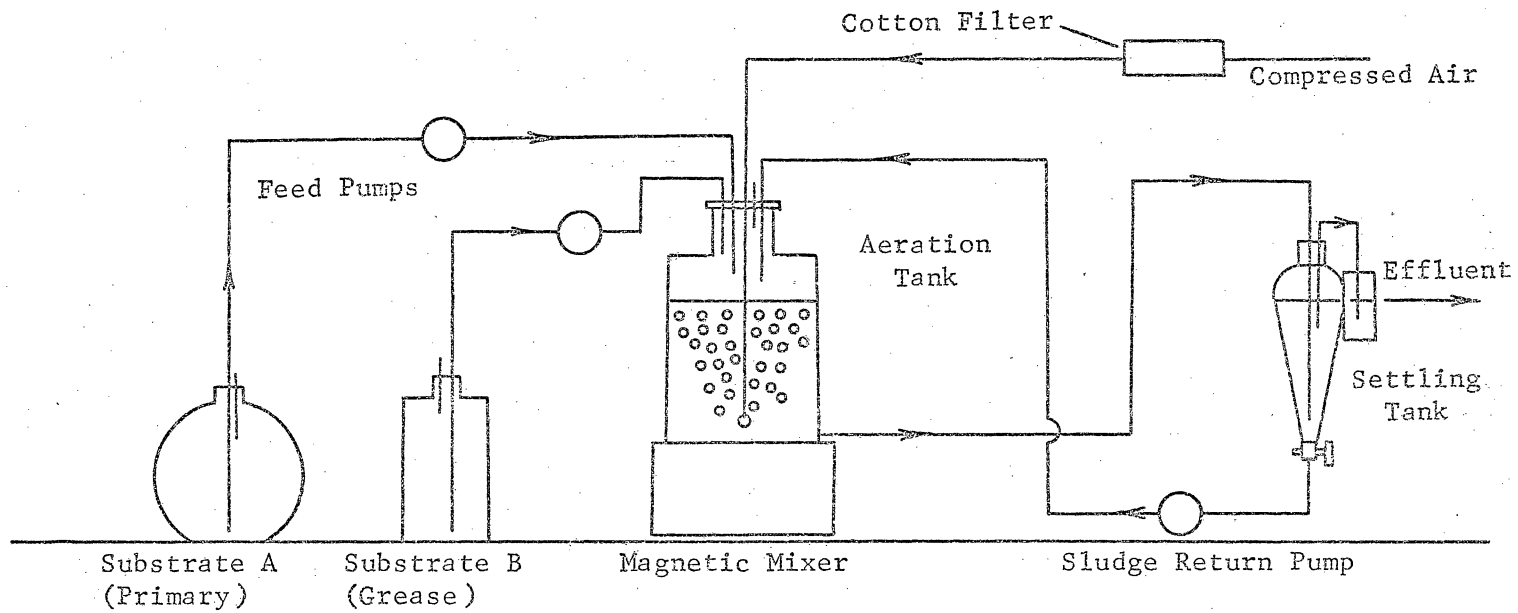 Cotton Filter
Compressed Air
Feed Pumps
Aeration
Tank
Effluent
Settling
Tank
Substrate A
(Primary)
Substrate B
(Grease)
Magnetic Mixer
Sludge Return Pump